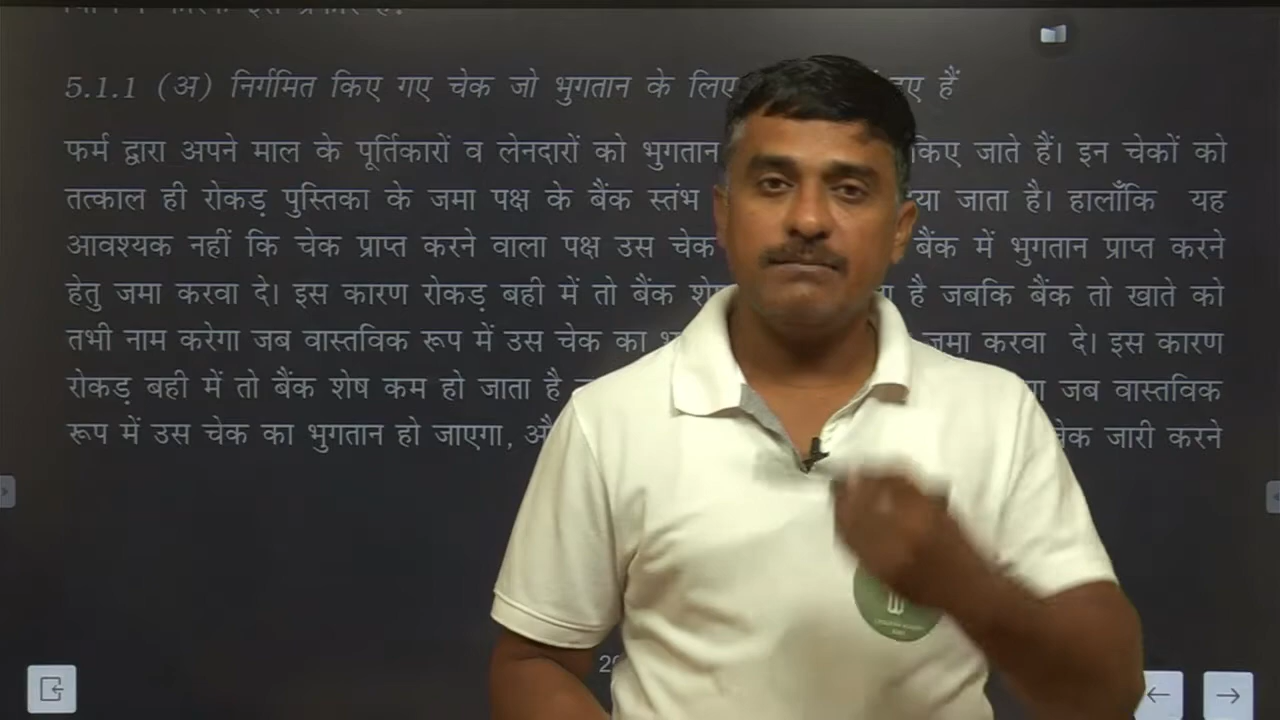 5.1.1 (अ) निर्गमित किए गए चेक जो भुगतान के लिए हुए हैं
फर्म द्वारा अपने माल के पूर्तिकारों व लेनदारों को भुगतान किए जाते हैं। इन चेकों को
तत्काल ही रोकड़ पुस्तिका के जमा पक्ष के बैंक स्तंभ जाता है। हालाँकि यह
आवश्यक नहीं कि चेक प्राप्त करने वाला पक्ष उस चेक बैंक में भुगतान प्राप्त करने
हेतु जमा करवा दे। इस कारण रोकड़ बही में तो बैंक है जबकि बैंक तो खाते को
तभी नाम करेगा जब वास्तविक रूप में उस चेक का जमा करवा दे। इस कारण
रोकड़ बही में तो बैंक शेष कम हो जाता है जब वास्तविक
रूप में उस चेक का भुगतान हो जाएगा, चेक जारी करने